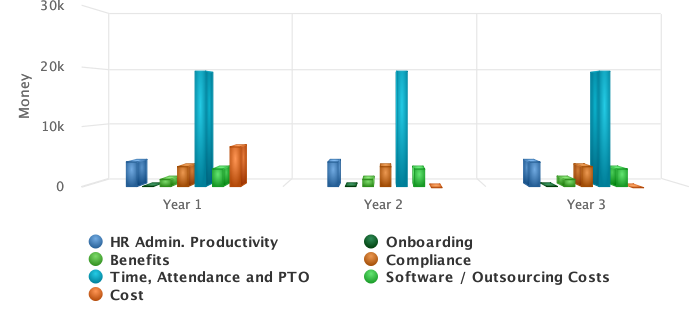 30k
20k
10k
0
Money
Year 1 Year 2 Year 3
HR Admin. Productivity Onboarding
Benefits Compliance
Time, Attendance and PTO Software / Outsourcing Costs
Cost